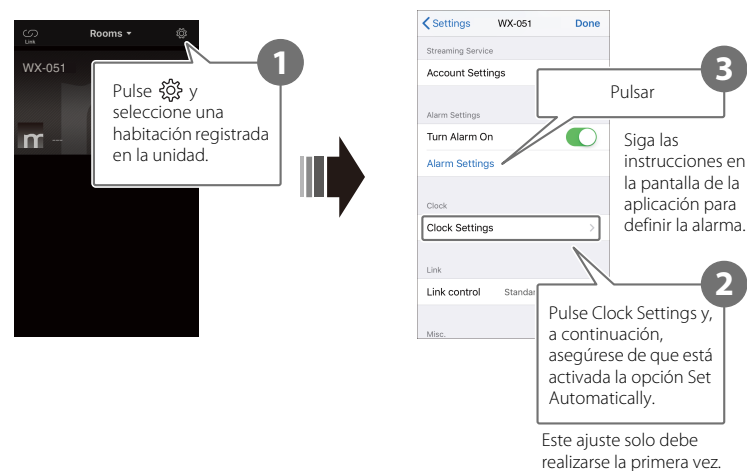 Link
Rooms
WX-051
m
1
Pulse y
seleccione una
habitación registrada
en la unidad.
Settings WX-051 Done
Streaming Service
Account Settings
Alarm Settings
Turn Alarm On
Alarm Settings
Clock
Clock Settings
Link
Link control
Misc.
3
Pulsar
Siga las
instrucciones en
la pantalla de la
aplicación para
definir la alarma.
2
Pulse Clock Settings y,
a continuación,
asegúrese de que está
activada la opción Set
Automatically.
Este ajuste solo debe
realizarse la primera vez.